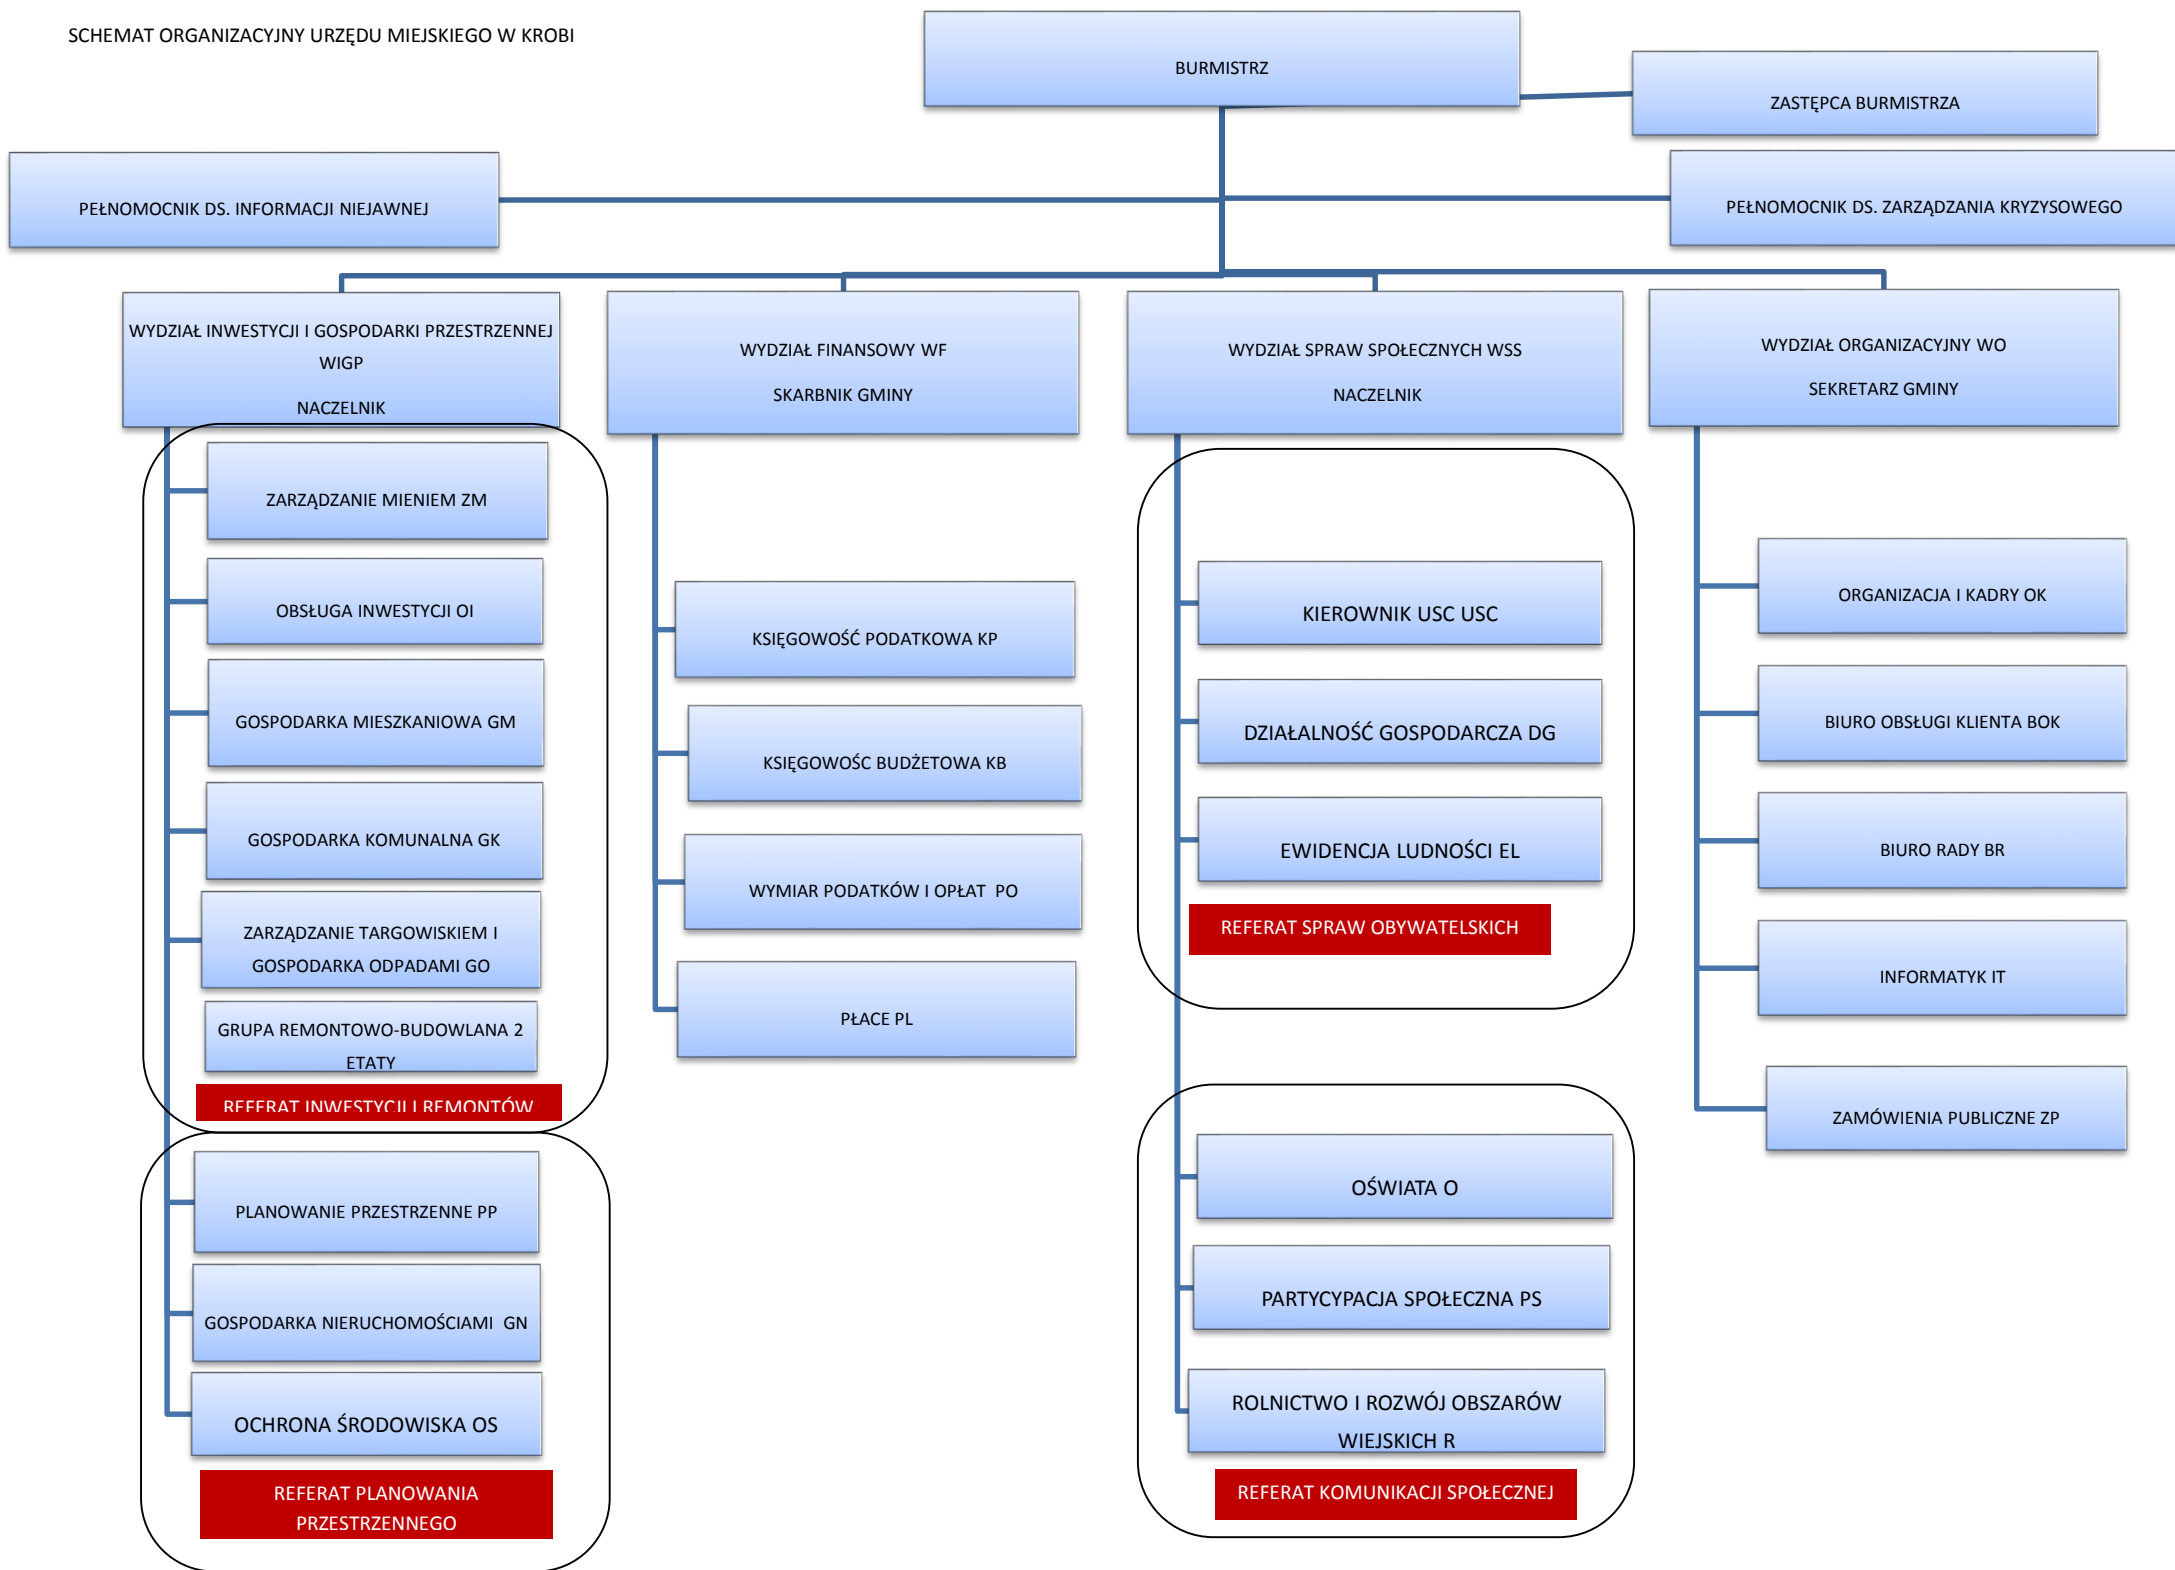 SCHEMAT ORGANIZACYJNY URZĘDU MIEJSKIEGO W KROBI
BURMISTRZ
ZASTĘPCA BURMISTRZA
PEŁNOMOCNIK DS. INFORMACJI NIEJAWNEJ
PEŁNOMOCNIK DS. ZARZĄDZANIA KRYZYSOWEGO
WYDZIAŁ INWESTYCJI I GOSPODARKI PRZESTRZENNEJ
WIGP
NACZELNIK
ZARZĄDZANIE MIENIEM ZM
OBSŁUGA INWESTYCJI OI
GOSPODARKA MIESZKANIOWA GM
GOSPODARKA KOMUNALNA GK
ZARZĄDZANIE TARGOWISKIEM I
GOSPODARKA ODPADAMI GO
GRUPA REMONTOWO-BUDOWLANA 2
ETATY
REFERAT INWESTYCJI I REMONTÓW
PLANOWANIE PRZESTRZENNE PP
GOSPODARKA NIERUCHOMOŚCIAMI GN
OCHRONA ŚRODOWISKA OS
REFERAT PLANOWANIA
PRZESTRZENNEGO
WYDZIAŁ FINANSOWY WF
SKARBNIK GMINY
KSIĘGOWOŚĆ PODATKOWA KP
KSIĘGOWOŚC BUDŻETOWA KB
WYMIAR PODATKÓW I OPŁAT PO
PŁACE PL
WYDZIAŁ SPRAW SPOŁECZNYCH WSS
NACZELNIK
KIEROWNIK USC USC
DZIAŁALNOŚĆ GOSPODARCZA DG
EWIDENCJA LUDNOŚCI EL
REFERAT SPRAW OBYWATELSKICH
OŚWIATA O
PARTYCYPACJA SPOŁECZNA PS
ROLNICTWO I ROZWÓJ OBSZARÓW
WIEJSKICH R
REFERAT KOMUNIKACJI SPOŁECZNEJ
WYDZIAŁ ORGANIZACYJNY WO
SEKRETARZ GMINY
ORGANIZACJA I KADRY OK
BIURO OBSŁUGI KLIENTA BOK
BIURO RADY BR
INFORMATYK IT
ZAMÓWIENIA PUBLICZNE ZP